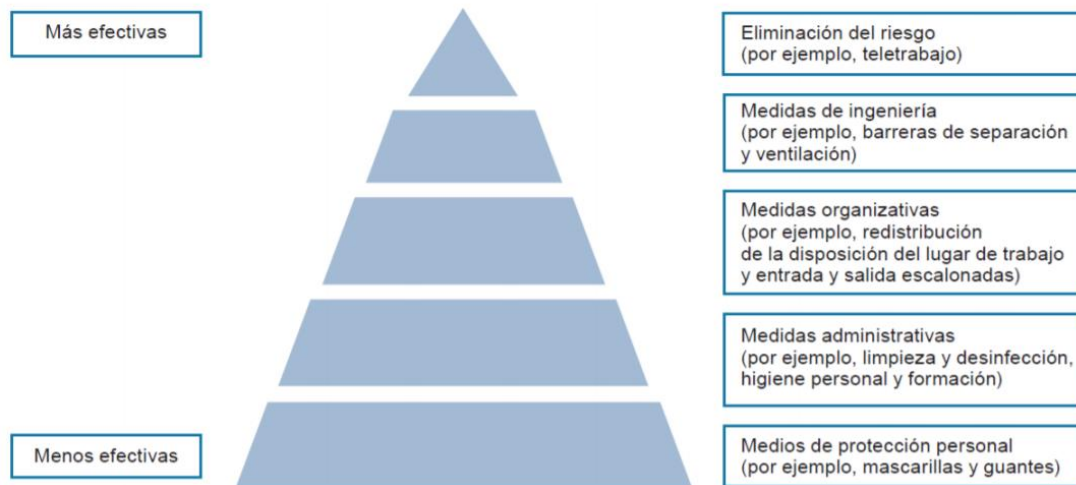 Más efectivas
Eliminación del riesgo
(por ejemplo, teletrabajo)
Medidas de ingeniería
(por ejemplo, barreras de separación
y ventilación)
Medidas organizativas
(por ejemplo, redistribución
de la disposición del lugar de trabajo
y entrada y salida escalonadas)
Medidas administrativas
(por ejemplo, limpieza y desinfección,
higiene personal y formación)
Menos efectivas
Medios de protección personal
(por ejemplo, mascarillas y guantes)